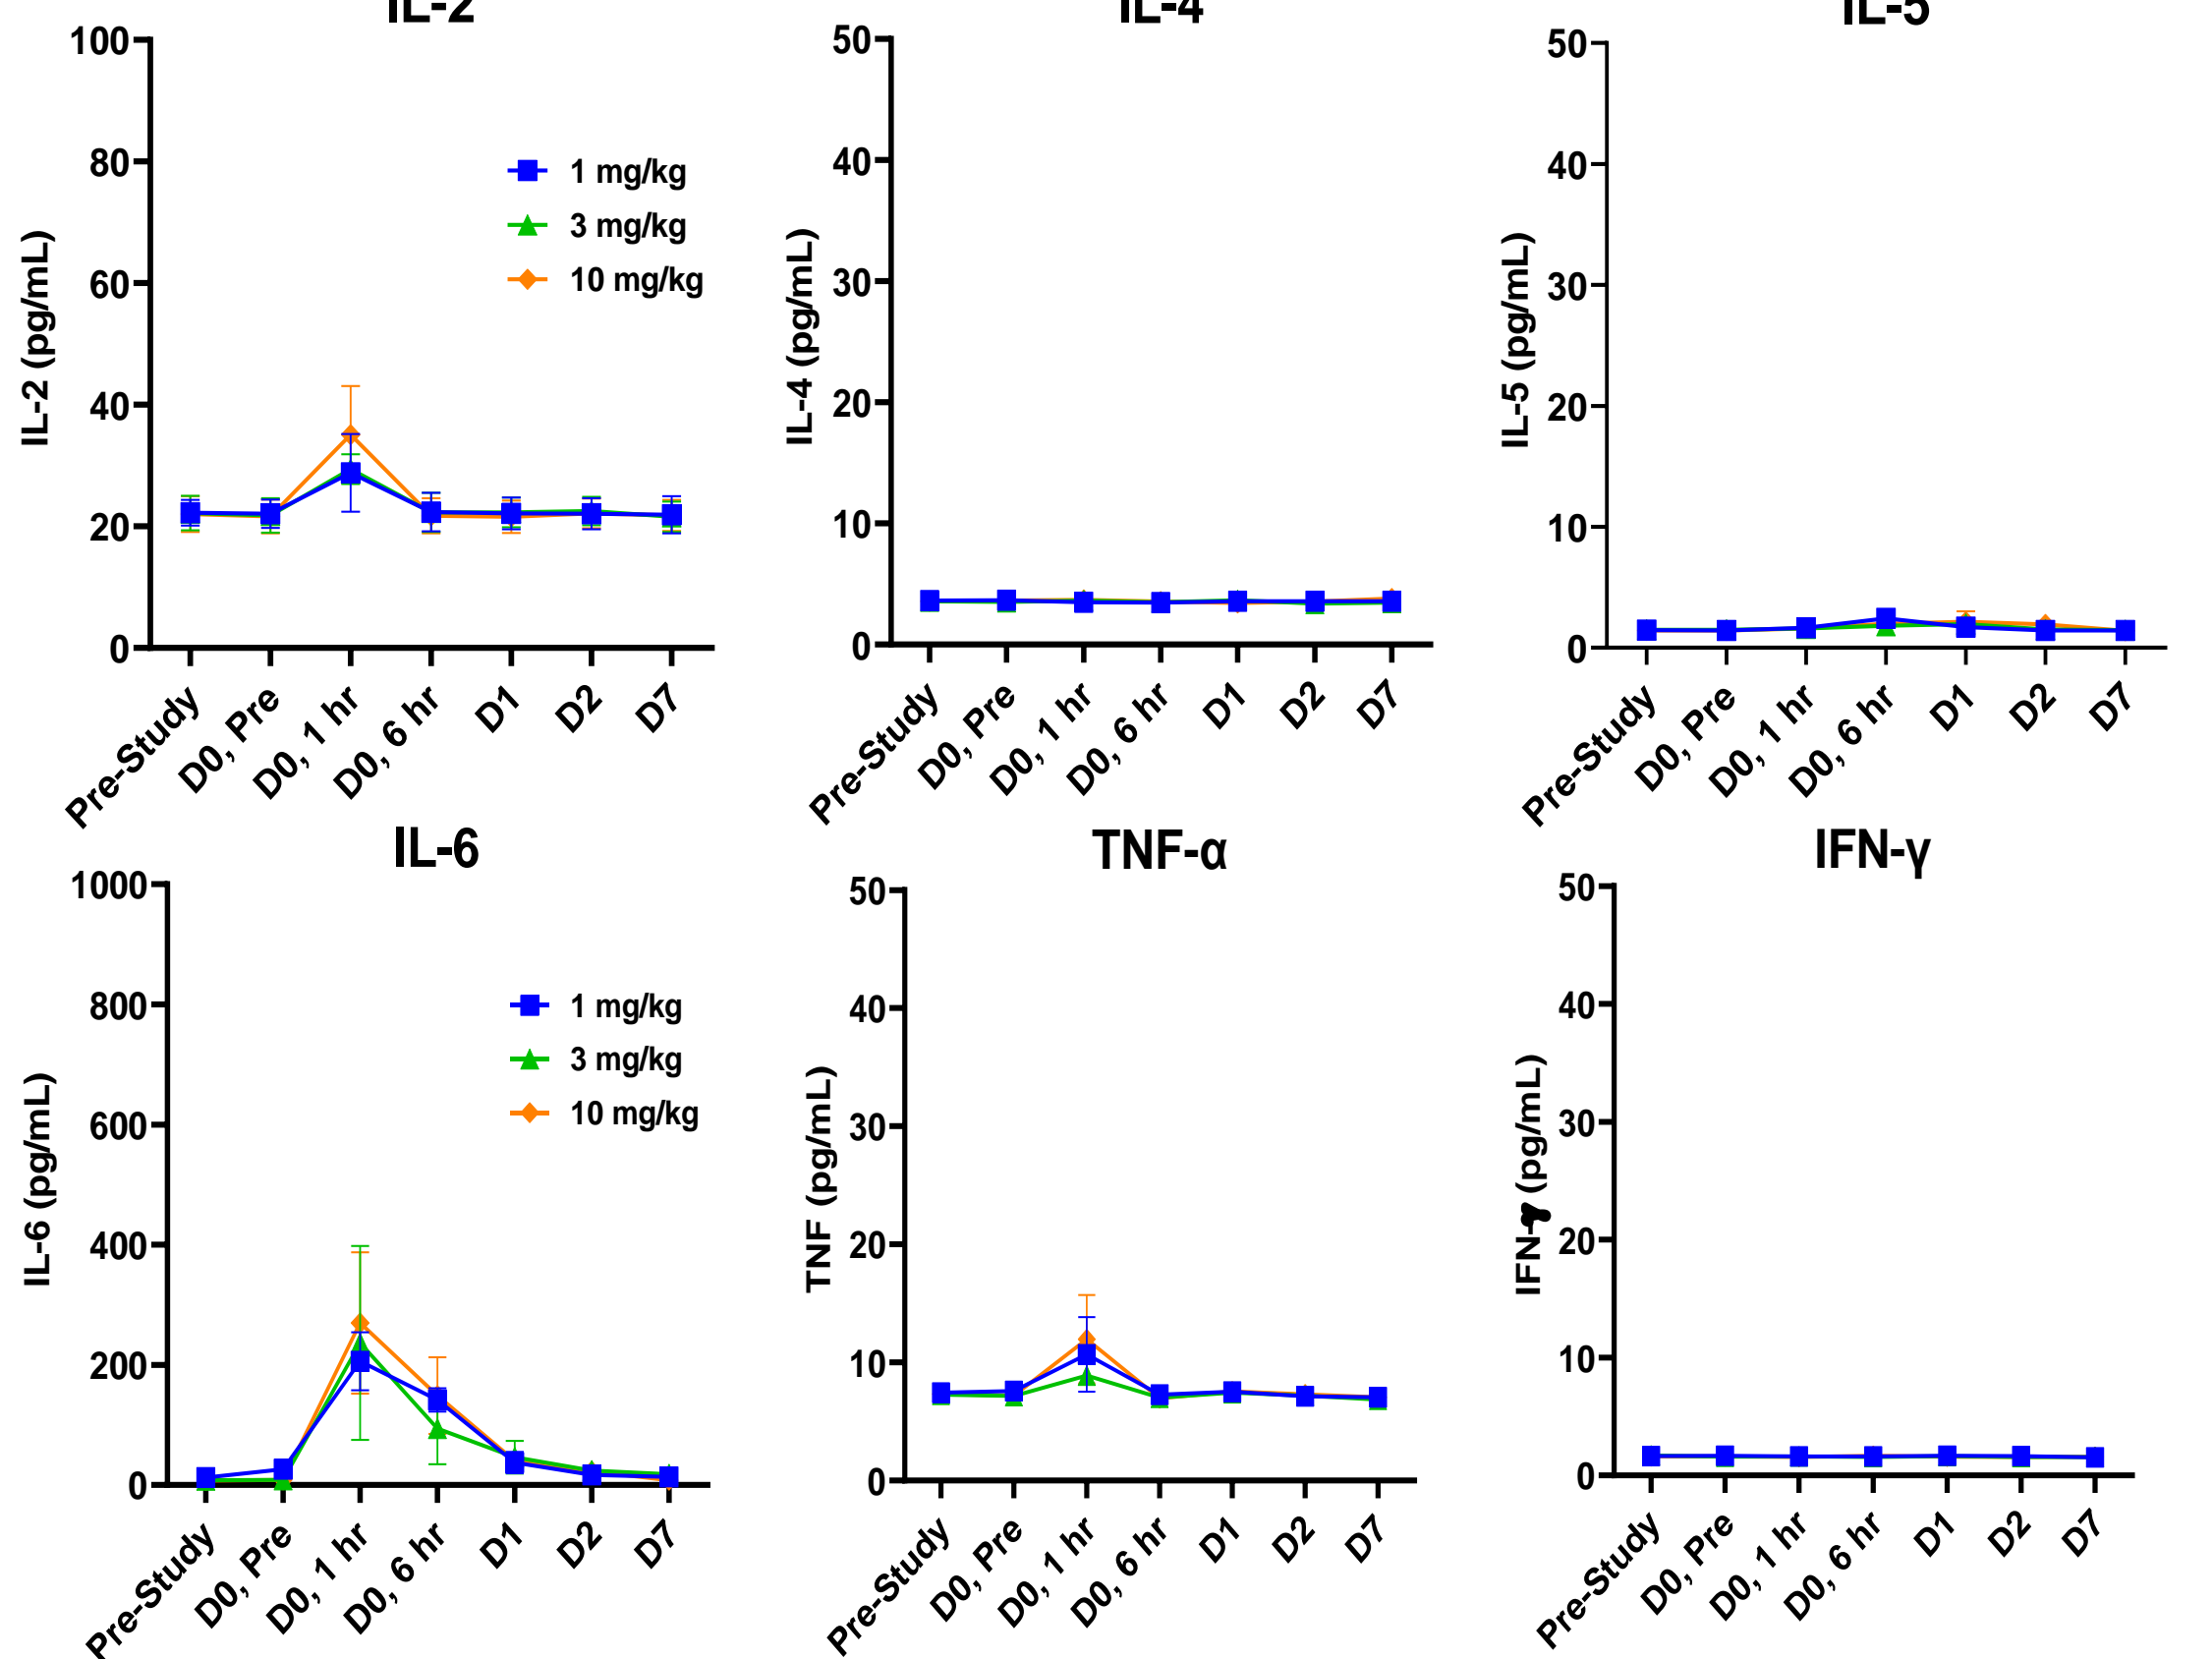 IL-2
100
80
60
40
20
0
IL-2 (pg/mL)
1 mg/kg
3 mg/kg
10 mg/kg
Pre-Study
D0, Pre
D0, 1 hr
D0, 6 hr
D1
D2
D7
IL-4
50
40
30
20
10
0
IL-4 (pg/mL)
Pre-Study
D0, Pre
D0, 1 hr
D0, 6 hr
D1
D2
D7
IL-5
50
40
30
20
10
0
IL-5 (pg/mL)
Pre-Study
D0, Pre
D0, 1 hr
D0, 6 hr
D1
D2
D7
IL-6
1000
800
600
400
200
0
IL-6 (pg/mL)
1 mg/kg
3 mg/kg
10 mg/kg
Pre-Study
D0, Pre
D0, 1 hr
D0, 6 hr
D1
D2
D7
TNF-α
50
40
30
20
10
0
TNF (pg/mL)
Pre-Study
D0, Pre
D0, 1 hr
D0, 6 hr
D1
D2
D7
IFN-γ
50
40
30
20
10
0
IFN-γ (pg/mL)
Pre-Study
D0, Pre
D0, 1 hr
D0, 6 hr
D1
D2
D7